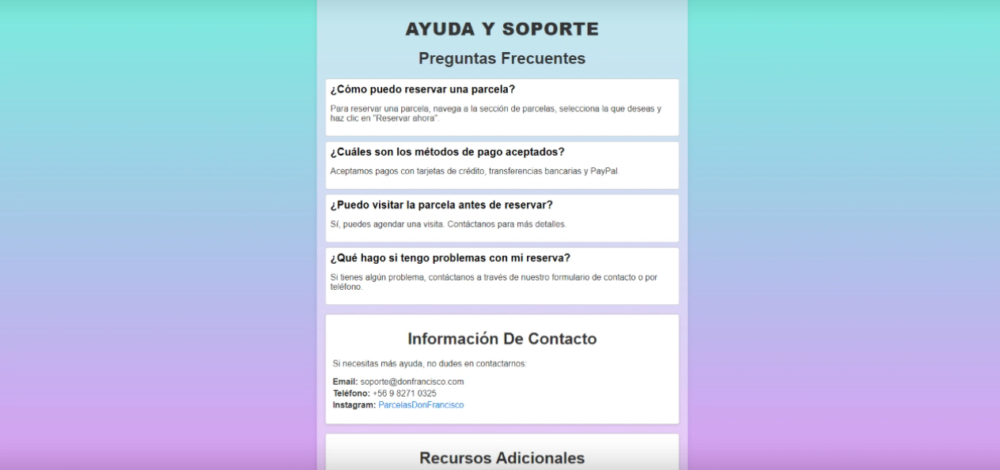 AYUDA Y SOPORTE
Preguntas Frecuentes
¿Cómo puedo reservar una parcela?
Para reservar una parcela, navega a la sección de parcelas, selecciona la que deseas y
haz clic en "Reservar ahora".
¿Cuáles son los métodos de pago aceptados?
Aceptamos pagos con tarjetas de crédito, transferencias bancarias y PayPal.
¿Puedo visitar la parcela antes de reservar?
Sí, puedes agendar una visita. Contáctanos para más detalles.
¿Qué hago si tengo problemas con mi reserva?
Si tienes algún problema, contáctanos a través de nuestro formulario de contacto o por
teléfono.
Información De Contacto
Si necesitas más ayuda, no dudes en contactarnos:
Email: soporte@donfrancisco.com
Teléfono: +56 9 8271 0325
Instagram: ParcelasDonFrancisco
Recursos Adicionales